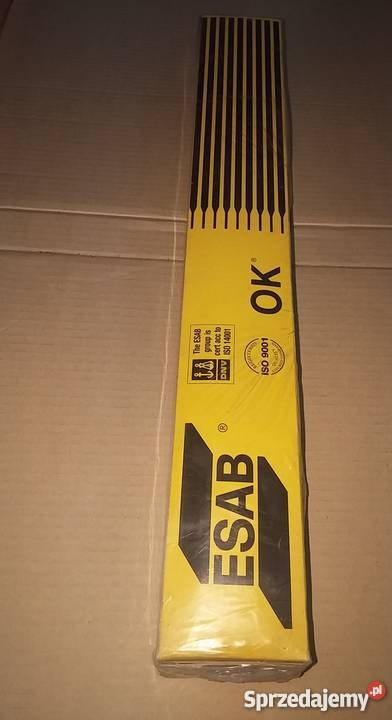 OK®
The ESAB
group is
cert acc to
ISO 14001
DNV
ISO 9001
ESAB®
Sprzedajemy.pl